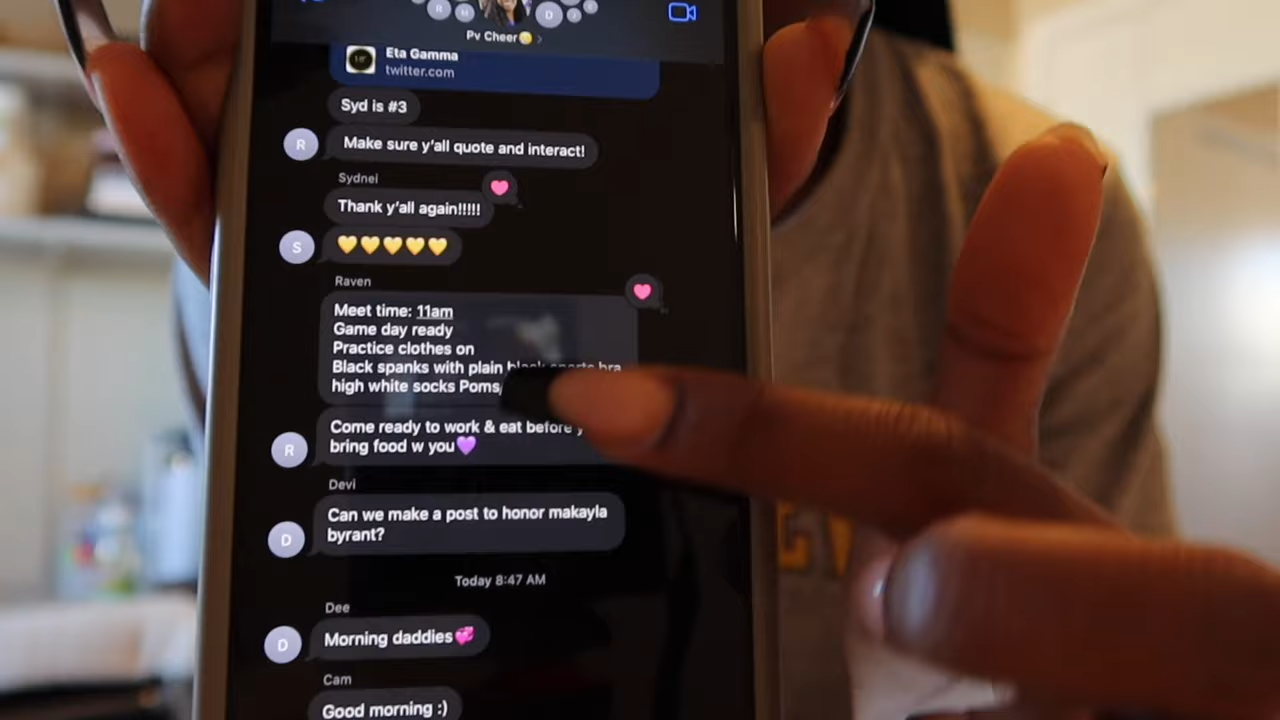 Pv Cheer
Eta Gamma
twitter.com
Syd is #3
R
Make sure y'all quote and interact!
Sydnei
Thank y'all again!!!!!
S
💛💛💛💛💛
Raven
Meet time: 11am
Game day ready
Practice clothes on
Black spanks with plain black sports bra
high white socks Poms
Come ready to work & eat before
R
bring food w you💜
Devi
Can we make a post to honor makayla
byrant?
D
Today 8:47 AM
Dee
Morning daddies💞
D
Cam
Good morning :)